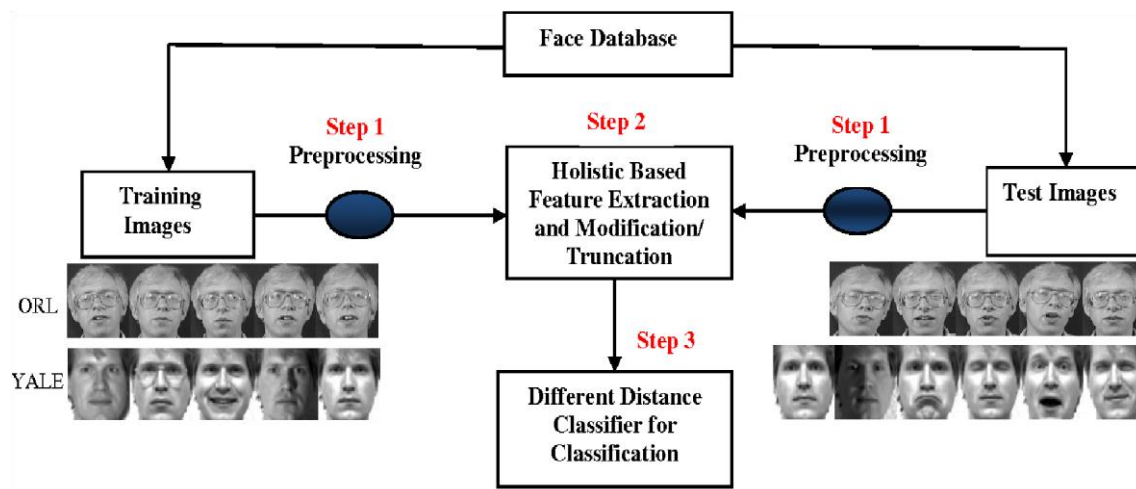 Face Database
Step 1
Preprocessing
Step 2
Step 1
Preprocessing
Training
Images
Holistic Based
Feature Extraction
and Modification/
Truncation
Test Images
ORL
YALE
Step 3
Different Distance
Classifier for
Classification